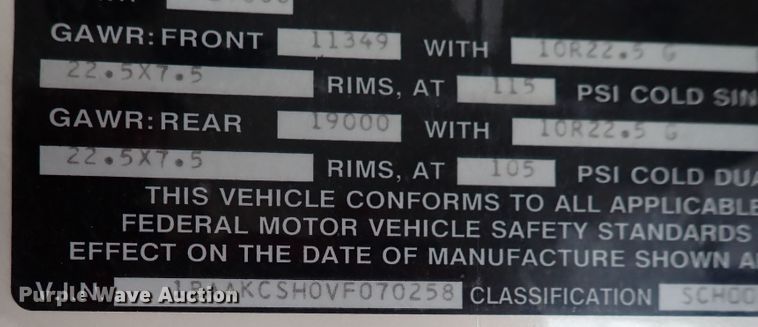 GAWR: FRONT 11349 WITH 10R22.5 G
22.5X7.5 RIMS, AT 115 PSI COLD SIN
GAWR: REAR 19000 WITH 10R22.5 G
22.5X7.5 RIMS, AT 105 PSI COLD DUA
THIS VEHICLE CONFORMS TO ALL APPLICABLE
FEDERAL MOTOR VEHICLE SAFETY STANDARDS
EFFECT ON THE DATE OF MANUFACTURE SHOWN A
V.I.N. 1BAAKCSH0VF070258 CLASSIFICATION SCHOO
Purple Wave Auction